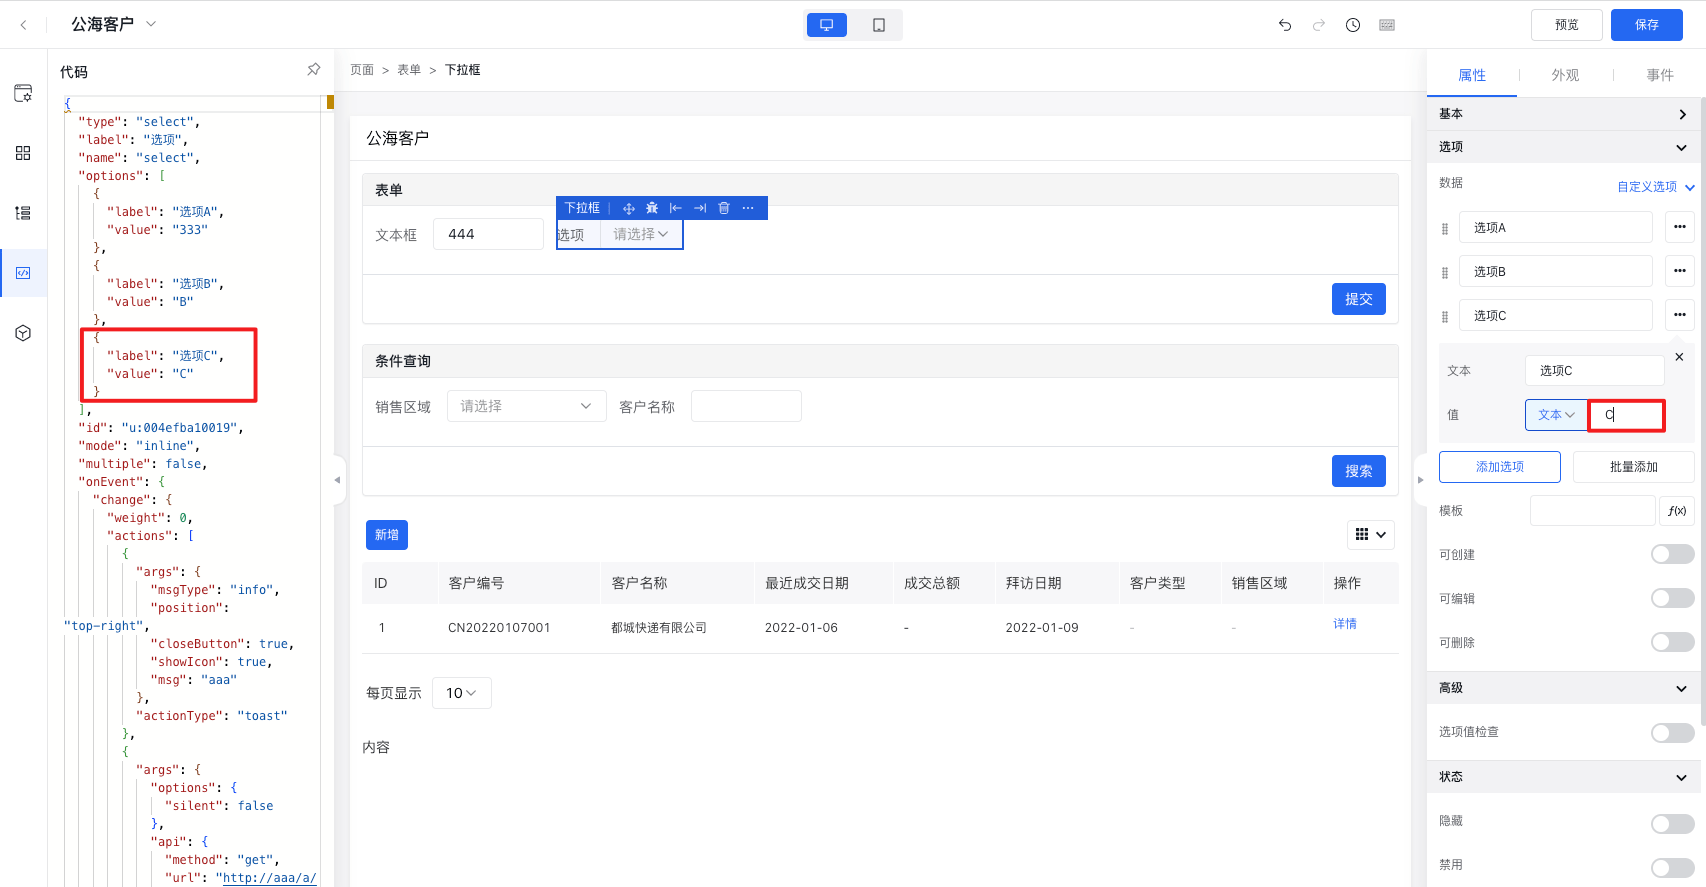 公海客户
预览
保存
代码
{
"type": "select",
"label": "选项",
"name": "select",
"options": [
{
"label": "选项A",
"value": "333"
},
{
"label": "选项B",
"value": "B"
},
{
"label": "选项C",
"value": "C"
}
],
"id": "u:004efba10019",
"mode": "inline",
"multiple": false,
"onEvent": {
"change": {
"weight": 0,
"actions": [
{
"args": {
"msgType": "info",
"position":
"top-right",
"closeButton": true,
"showIcon": true,
"msg": "aaa"
},
"actionType": "toast"
},
{
"args": {
"options": {
"silent": false
},
"api": {
"method": "get",
"url": "http://aaa/a/
页面 > 表单 > 下拉框
公海客户
表单
下拉框
文本框 444 选项 请选择
提交
条件查询
销售区域 请选择 客户名称
搜索
新增
ID 客户编号 客户名称 最近成交日期 成交总额 拜访日期 客户类型 销售区域 操作
1 CN20220107001 都城快递有限公司 2022-01-06 - 2022-01-09 - - 详情
每页显示 10
内容
属性 外观 事件
基本
选项
数据 自定义选项
选项A
选项B
选项C
文本 选项C
值 文本 C
添加选项 批量添加
模板 f(x)
可创建
可编辑
可删除
高级
选项值检查
状态
隐藏
禁用